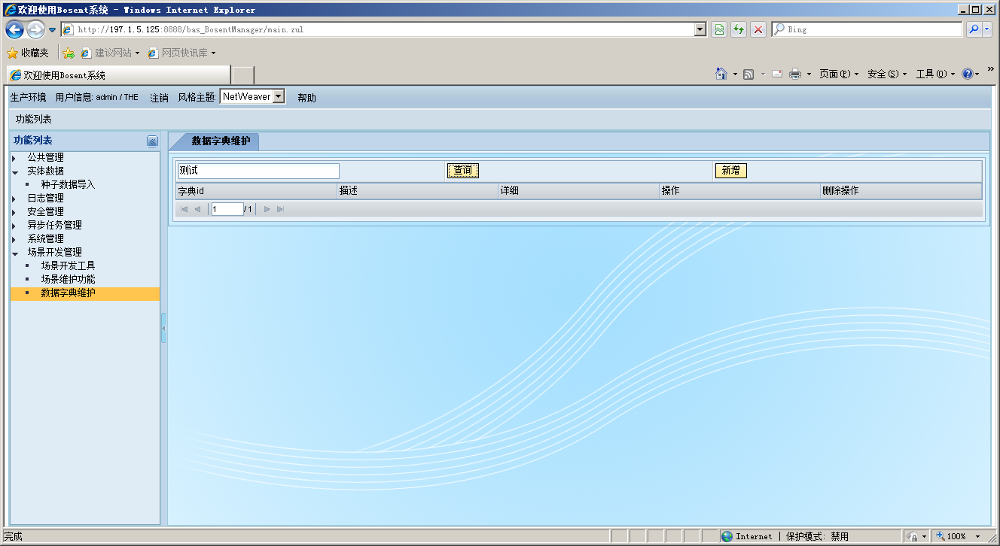 欢迎使用Bosent系统 - Windows Internet Explorer
http://197.1.5.125:8888/bas_BosentManager/main.zul
Bing
收藏夹 建议网站 网页快讯库
欢迎使用Bosent系统
页面(P) 安全(S) 工具(O) »
生产环境 用户信息: admin / THE 注销 风格主题: NetWeaver 帮助
功能列表
功能列表
公共管理
实体数据
种子数据导入
日志管理
安全管理
异步任务管理
系统管理
场景开发管理
场景开发工具
场景维护功能
数据字典维护
数据字典维护
测试 查询 新增
字典id 描述 详细 操作 删除操作
1 / 1
完成 Internet | 保护模式: 禁用 100%